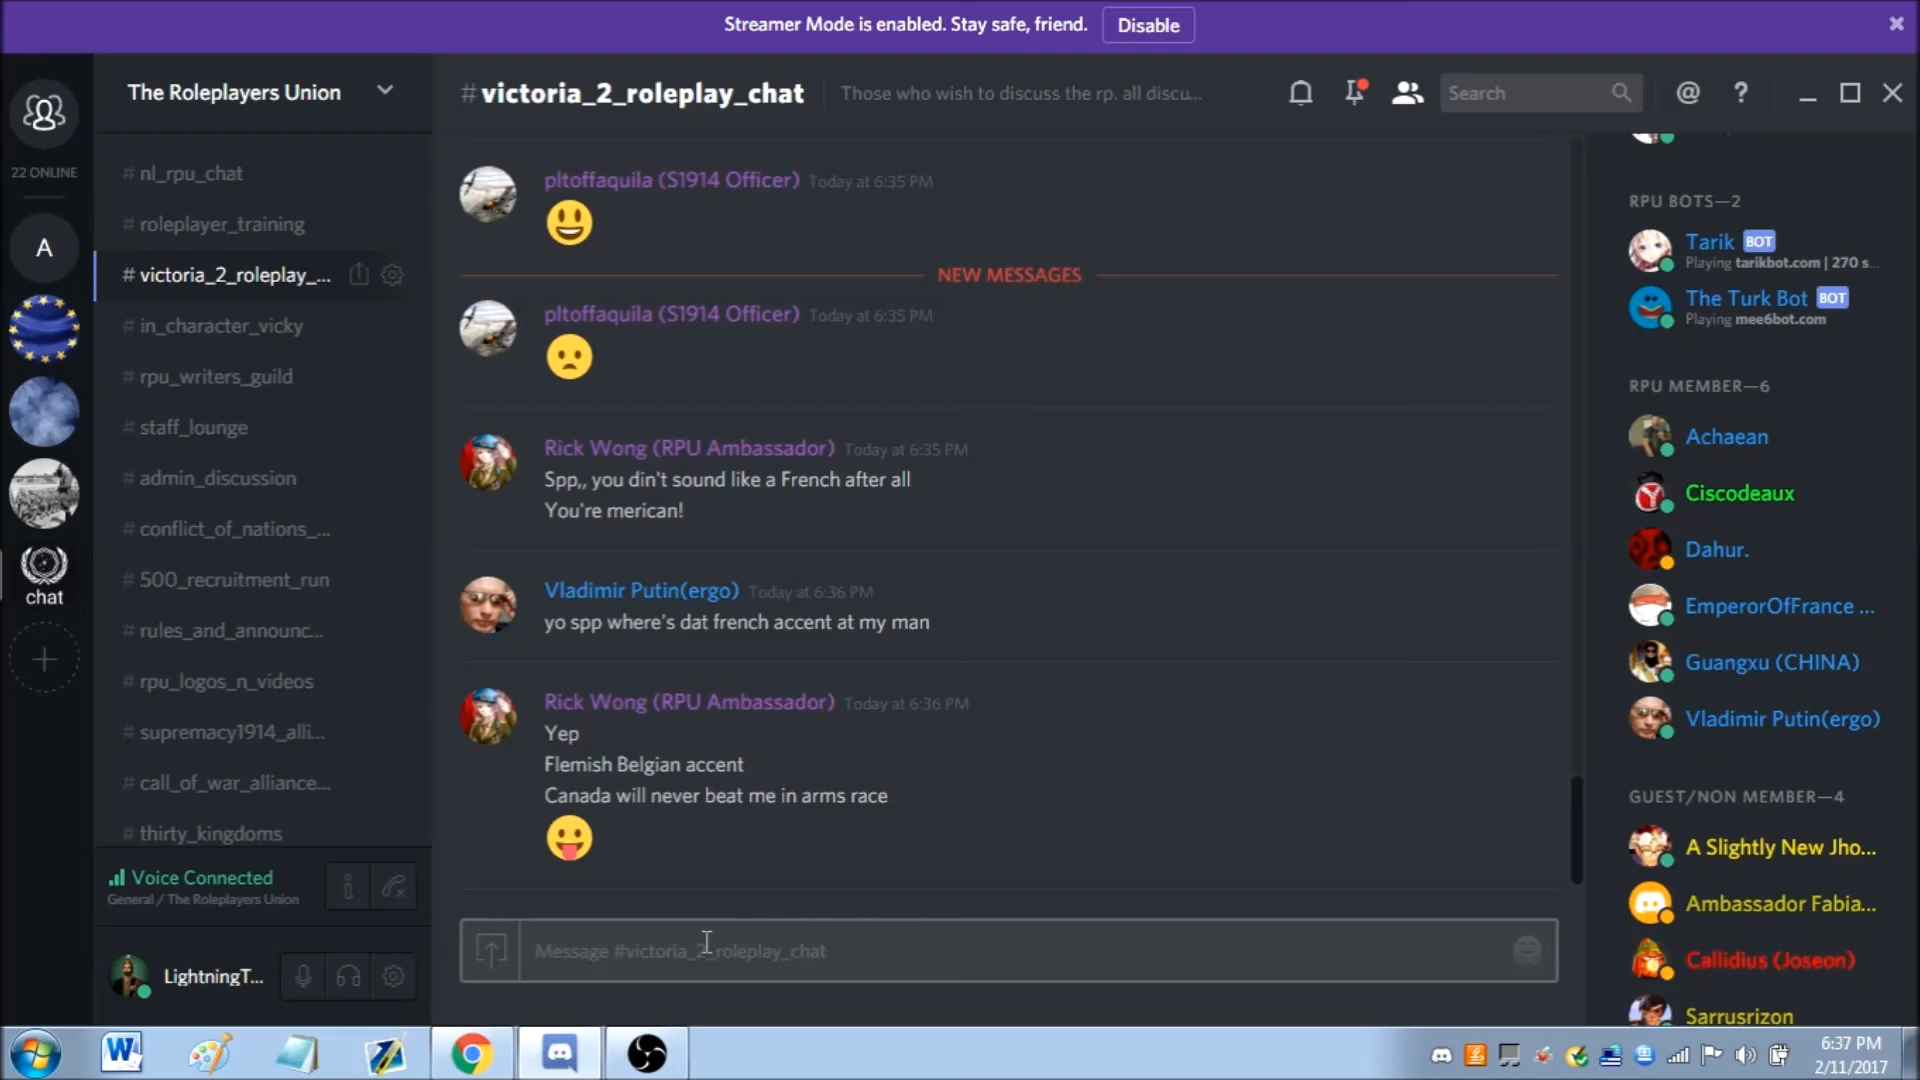 Streamer Mode is enabled. Stay safe, friend.
Disable
The Roleplayers Union
#victoria_2_roleplay_chat
Those who wish to discuss the rp. all discu...
Search
22 ONLINE
A
chat
# nl_rpu_chat
# roleplayer_training
# victoria_2_roleplay_...
# in_character_vicky
# rpu_writers_guild
# staff_lounge
# admin_discussion
# conflict_of_nations_...
# 500_recruitment_run
# rules_and_announc...
# rpu_logos_n_videos
# supremacy1914_alli...
# call_of_war_alliance...
# thirty_kingdoms
Voice Connected
General / The Roleplayers Union
LightningT...
pltoffaquila (S1914 Officer) Today at 6:35 PM
NEW MESSAGES
pltoffaquila (S1914 Officer) Today at 6:35 PM
Rick Wong (RPU Ambassador) Today at 6:35 PM
Spp,, you din't sound like a French after all
You're merican!
Vladimir Putin(ergo) Today at 6:36 PM
yo spp where's dat french accent at my man
Rick Wong (RPU Ambassador) Today at 6:36 PM
Yep
Flemish Belgian accent
Canada will never beat me in arms race
Message #victoria_2_roleplay_chat
RPU BOTS—2
Tarik BOT
Playing tarikbot.com | 270 s...
The Turk Bot BOT
Playing mee6bot.com
RPU MEMBER—6
Achaean
Ciscodeaux
Dahur.
EmperorOfFrance ...
Guangxu (CHINA)
Vladimir Putin(ergo)
GUEST/NON MEMBER—4
A Slightly New Jho...
Ambassador Fabia...
Callidius (Joseon)
Sarrusrizon
6:37 PM
2/11/2017